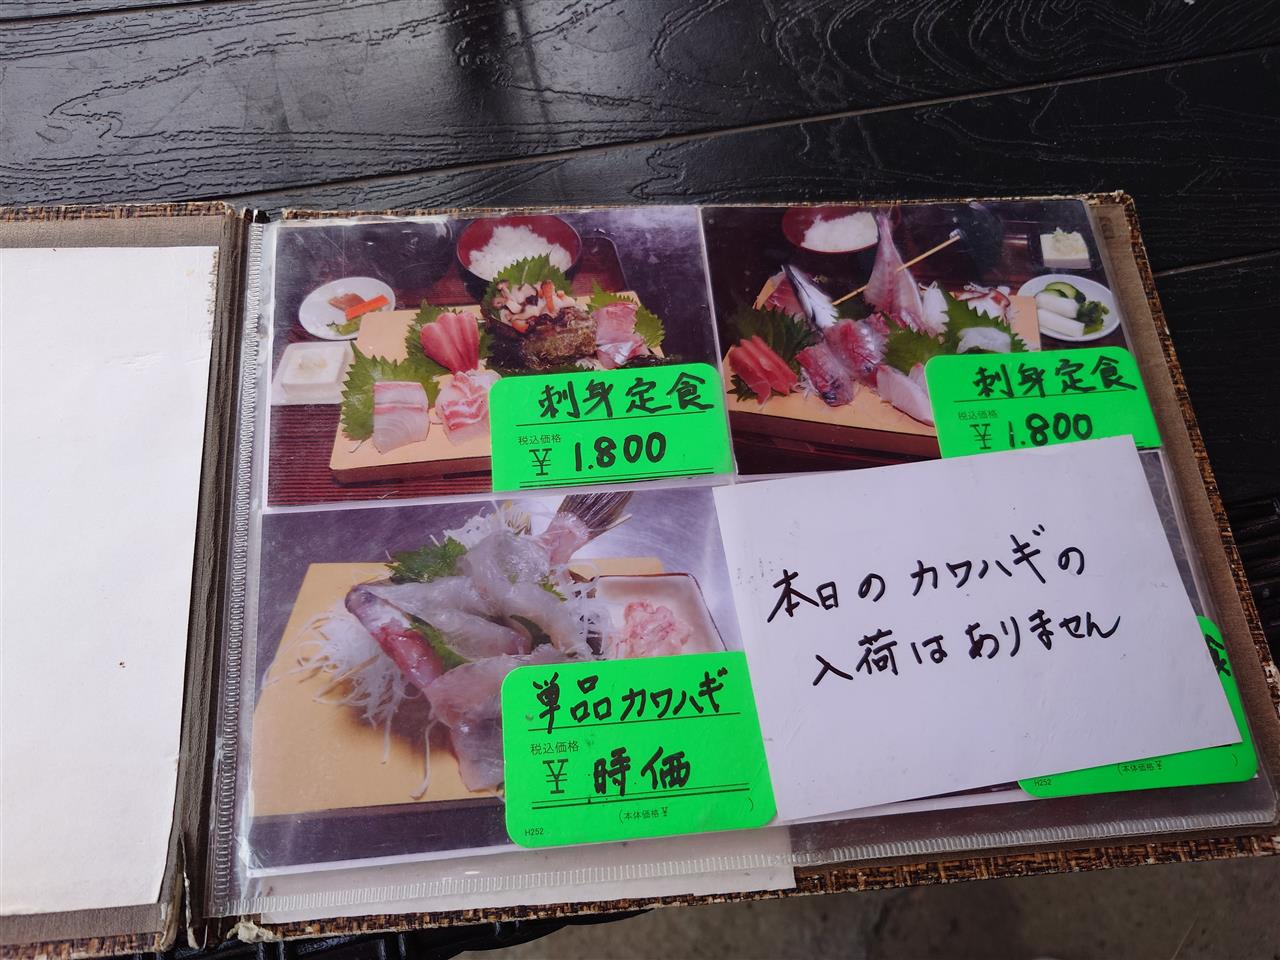 刺身定食
税込価格
¥ 1.800
刺身定食
税込価格
¥ 1.800
単品カワハギ
税込価格
¥ 時価
(本体価格¥ )
H252
本日のカワハギの
入荷はありません
食
(本体価格¥ )
H252